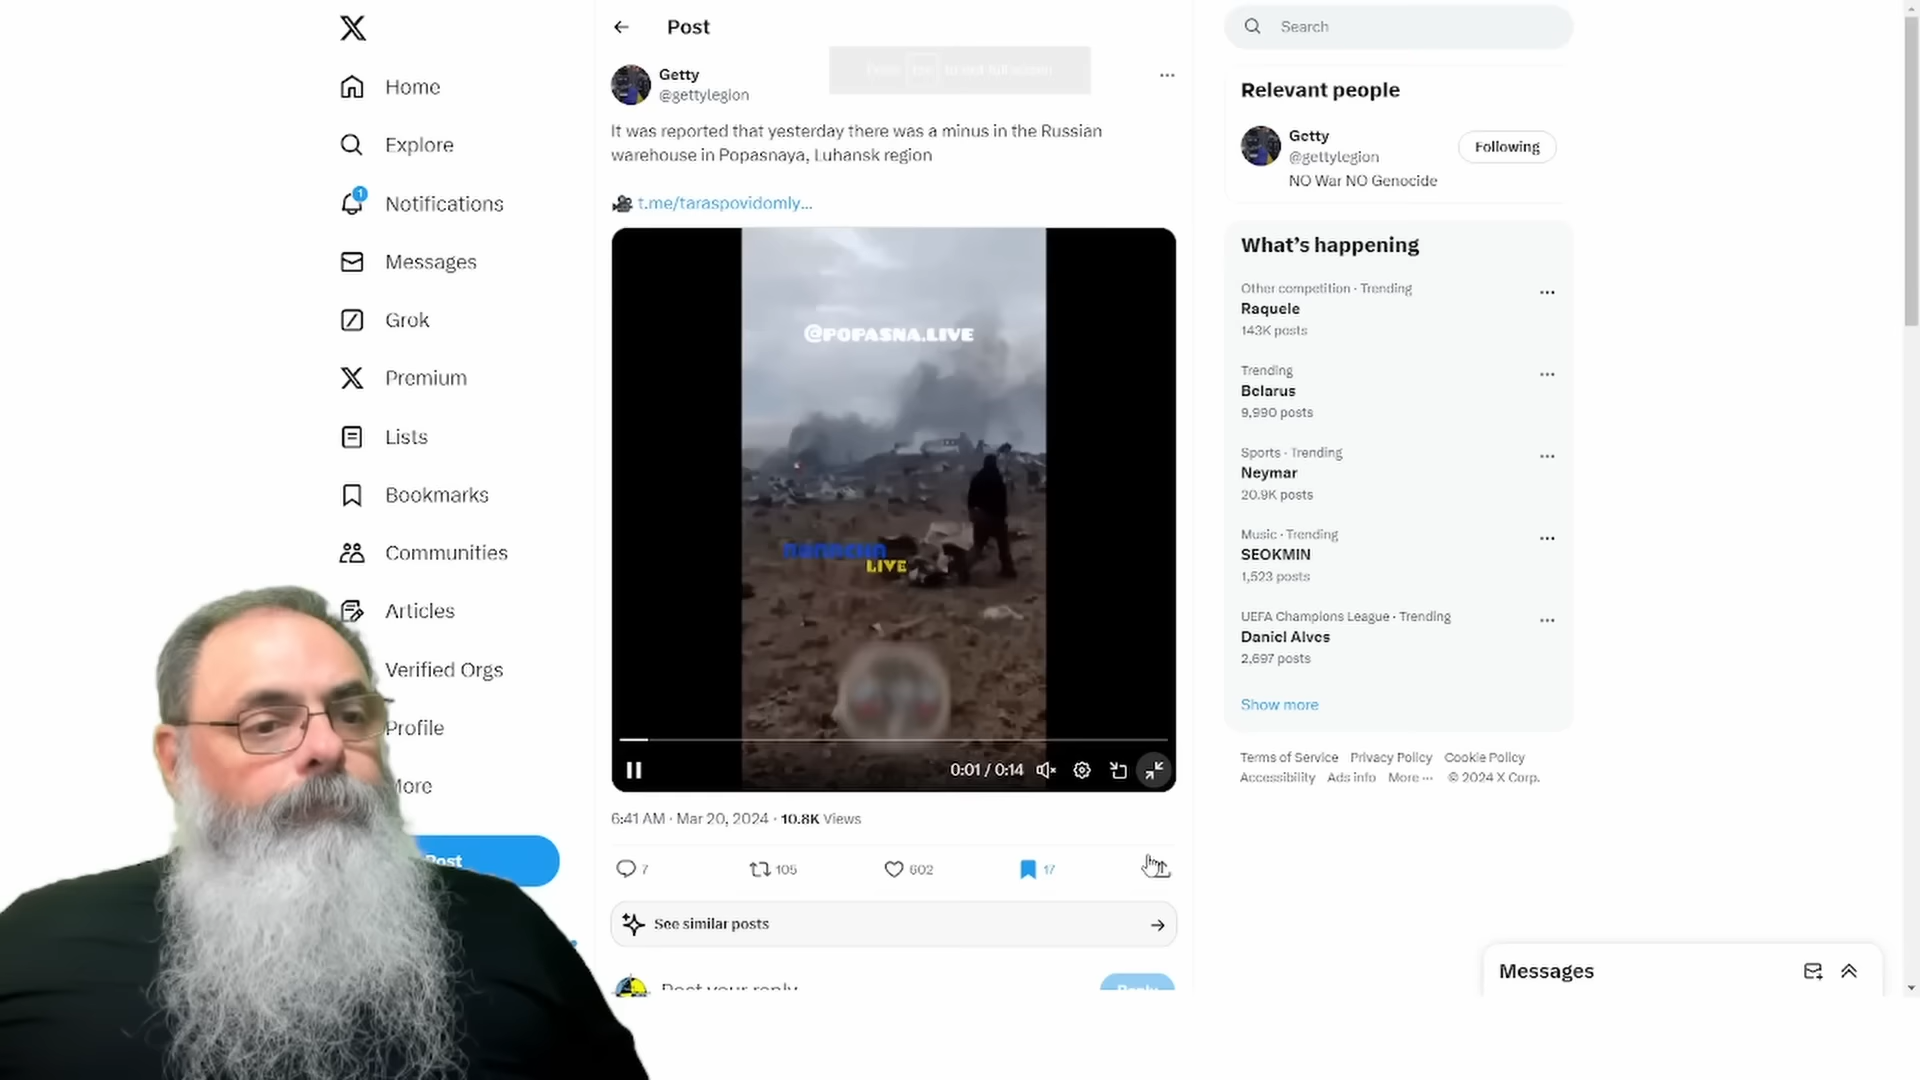 Home
Explore
1
Notifications
Messages
Grok
Premium
Lists
Bookmarks
Communities
Articles
Verified Orgs
Profile
More
Post
Post
Getty
@gettylegion
It was reported that yesterday there was a minus in the Russian
warehouse in Popasnaya, Luhansk region
t.me/taraspovidomly...
@POPASNA.LIVE
LIVE
0:01 / 0:14
6:41 AM · Mar 20, 2024 · 10.8K Views
7
105
602
17
See similar posts
Post your reply
Reply
Search
Relevant people
Getty
@gettylegion
Following
NO War NO Genocide
What's happening
Other competition · Trending
Raquele
143K posts
Trending
Belarus
9,990 posts
Sports · Trending
Neymar
20.9K posts
Music · Trending
SEOKMIN
1,523 posts
UEFA Champions League · Trending
Daniel Alves
2,697 posts
Show more
Terms of Service Privacy Policy Cookie Policy
Accessibility Ads info More ··· © 2024 X Corp.
Messages